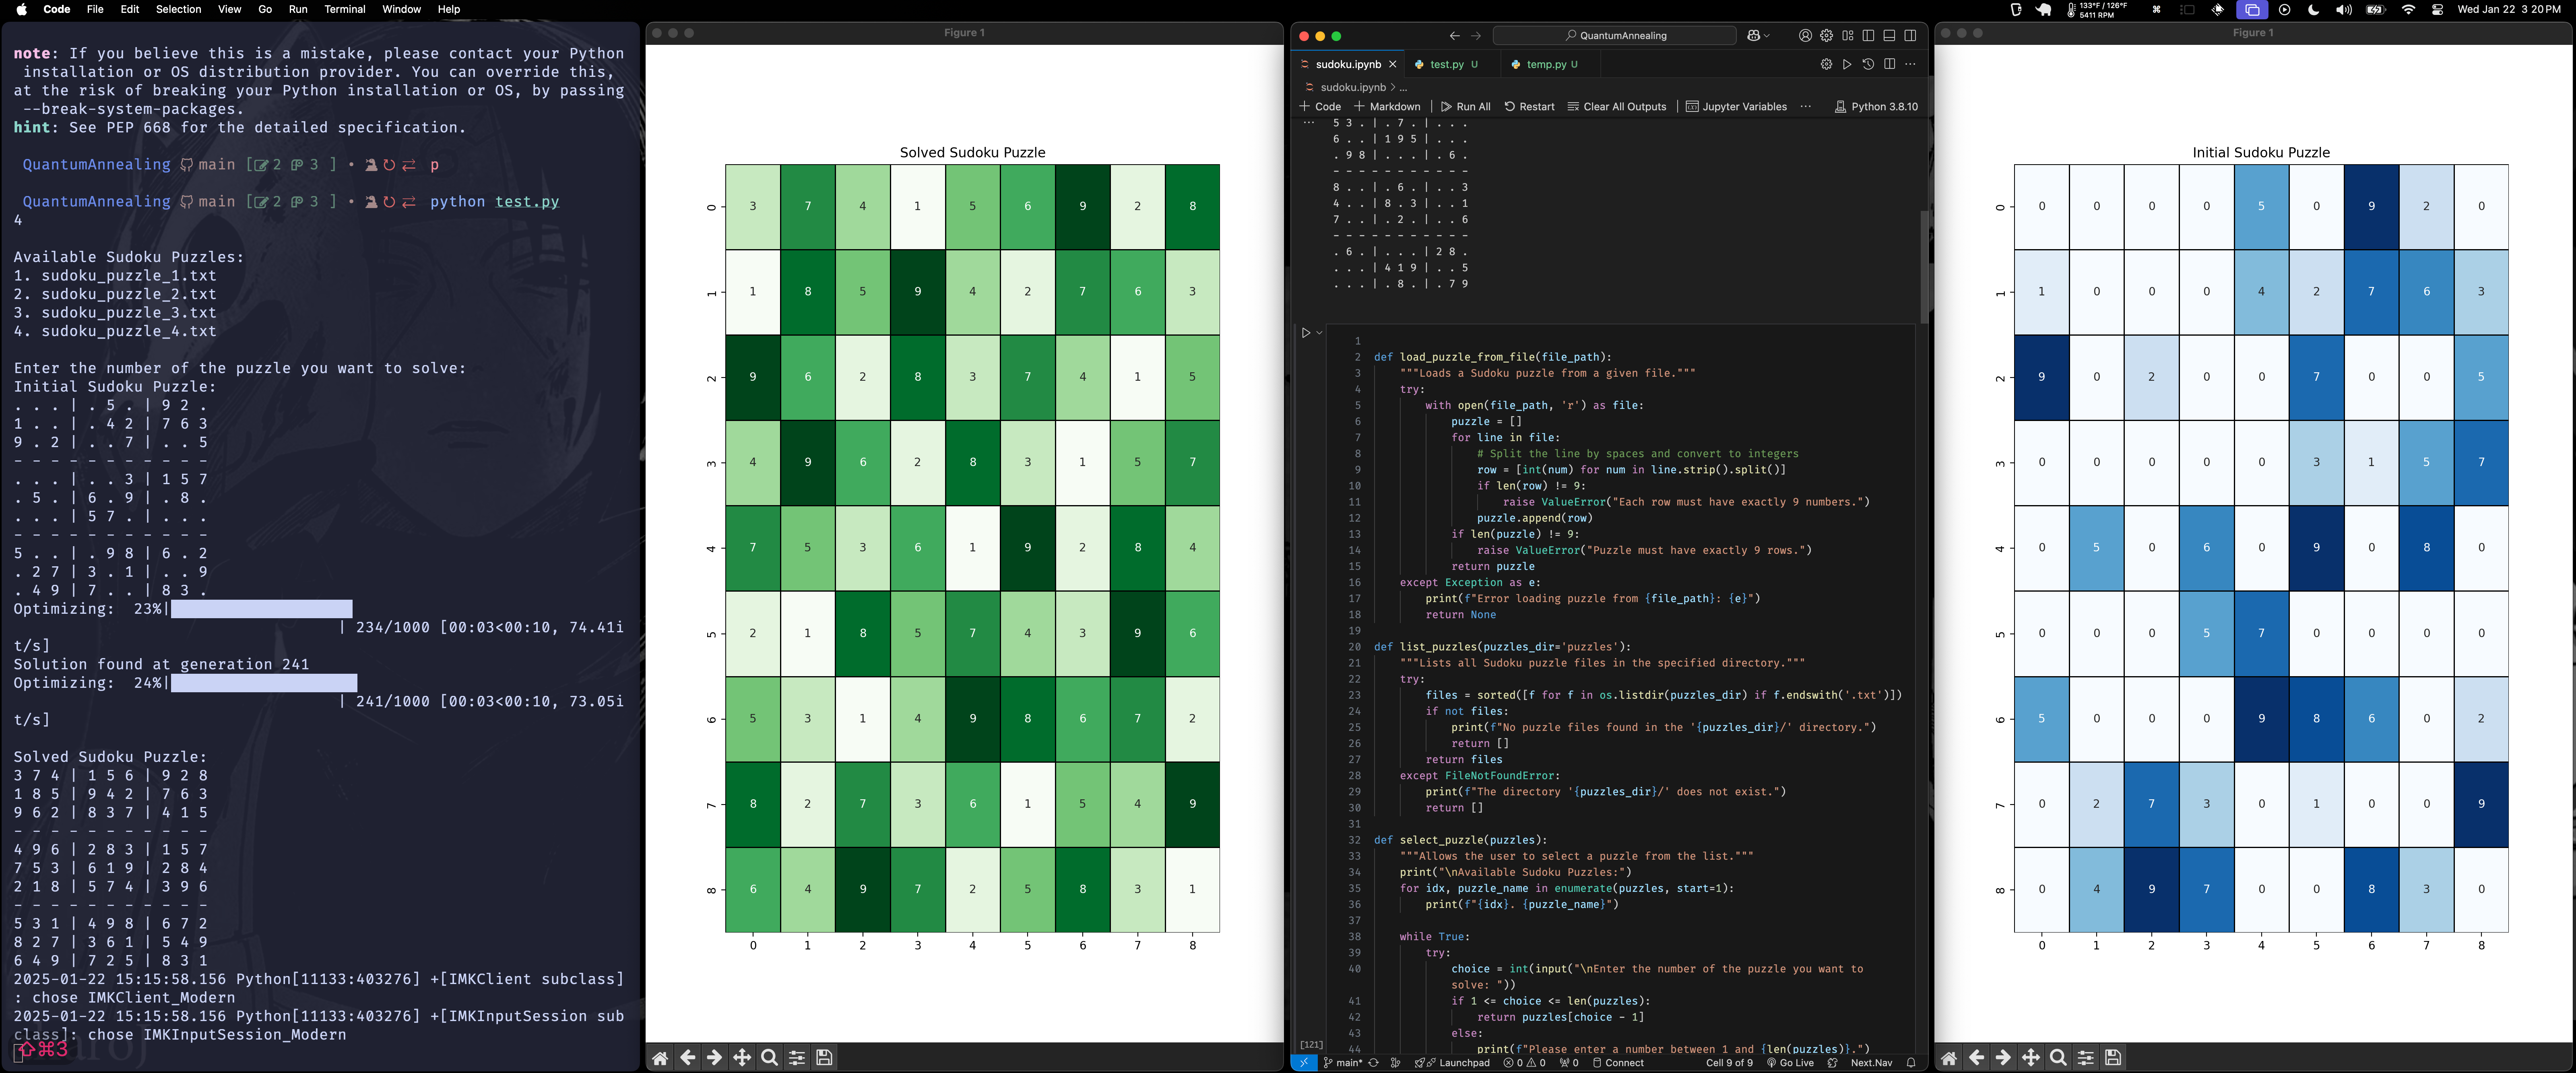 Code File Edit Selection View Go Run Terminal Window Help
133°F / 126°F
5411 RPM
Wed Jan 22 3 20 PM
note: If you believe this is a mistake, please contact your Python
installation or OS distribution provider. You can override this,
at the risk of breaking your Python installation or OS, by passing
--break-system-packages.
hint: See PEP 668 for the detailed specification.
QuantumAnnealing main [ 2 3 ] • p
QuantumAnnealing main [ 2 3 ] • python test.py
4
Available Sudoku Puzzles:
1. sudoku_puzzle_1.txt
2. sudoku_puzzle_2.txt
3. sudoku_puzzle_3.txt
4. sudoku_puzzle_4.txt
Enter the number of the puzzle you want to solve:
Initial Sudoku Puzzle:
. . . | . 5 . | 9 2 .
1 . . | . 4 2 | 7 6 3
9 . 2 | . . 7 | . . 5
- - - - - - - - - - -
. . . | . . 3 | 1 5 7
. 5 . | 6 . 9 | . 8 .
. . . | 5 7 . | . . .
- - - - - - - - - - -
5 . . | . 9 8 | 6 . 2
. 2 7 | 3 . 1 | . . 9
. 4 9 | 7 . . | 8 3 .
Optimizing: 23%|
| 234/1000 [00:03<00:10, 74.41i
t/s]
Solution found at generation 241
Optimizing: 24%|
| 241/1000 [00:03<00:10, 73.05i
t/s]
Solved Sudoku Puzzle:
3 7 4 | 1 5 6 | 9 2 8
1 8 5 | 9 4 2 | 7 6 3
9 6 2 | 8 3 7 | 4 1 5
- - - - - - - - - - -
4 9 6 | 2 8 3 | 1 5 7
7 5 3 | 6 1 9 | 2 8 4
2 1 8 | 5 7 4 | 3 9 6
- - - - - - - - - - -
5 3 1 | 4 9 8 | 6 7 2
8 2 7 | 3 6 1 | 5 4 9
6 4 9 | 7 2 5 | 8 3 1
2025-01-22 15:15:58.156 Python[11133:403276] +[IMKClient subclass]
: chose IMKClient_Modern
2025-01-22 15:15:58.156 Python[11133:403276] +[IMKInputSession sub
class]: chose IMKInputSession_Modern
⇧⌘3
Figure 1
Solved Sudoku Puzzle
0 3 7 4 1 5 6 9 2 8
1 1 8 5 9 4 2 7 6 3
2 9 6 2 8 3 7 4 1 5
3 4 9 6 2 8 3 1 5 7
4 7 5 3 6 1 9 2 8 4
5 2 1 8 5 7 4 3 9 6
6 5 3 1 4 9 8 6 7 2
7 8 2 7 3 6 1 5 4 9
8 6 4 9 7 2 5 8 3 1
0 1 2 3 4 5 6 7 8
QuantumAnnealing
sudoku.ipynb test.py U temp.py U
sudoku.ipynb > ...
+ Code + Markdown Run All Restart Clear All Outputs Jupyter Variables ... Python 3.8.10
5 3 . | . 7 . | . . .
6 . . | 1 9 5 | . . .
. 9 8 | . . . | . 6 .
- - - - - - - - - - -
8 . . | . 6 . | . . 3
4 . . | 8 . 3 | . . 1
7 . . | . 2 . | . . 6
- - - - - - - - - - -
. 6 . | . . . | 2 8 .
. . . | 4 1 9 | . . 5
. . . | . 8 . | . 7 9
1
2 def load_puzzle_from_file(file_path):
3 """Loads a Sudoku puzzle from a given file."""
4 try:
5 with open(file_path, 'r') as file:
6 puzzle = []
7 for line in file:
8 # Split the line by spaces and convert to integers
9 row = [int(num) for num in line.strip().split()]
10 if len(row) != 9:
11 raise ValueError("Each row must have exactly 9 numbers.")
12 puzzle.append(row)
13 if len(puzzle) != 9:
14 raise ValueError("Puzzle must have exactly 9 rows.")
15 return puzzle
16 except Exception as e:
17 print(f"Error loading puzzle from {file_path}: {e}")
18 return None
19
20 def list_puzzles(puzzles_dir='puzzles'):
21 """Lists all Sudoku puzzle files in the specified directory."""
22 try:
23 files = sorted([f for f in os.listdir(puzzles_dir) if f.endswith('.txt')])
24 if not files:
25 print(f"No puzzle files found in the '{puzzles_dir}/' directory.")
26 return []
27 return files
28 except FileNotFoundError:
29 print(f"The directory '{puzzles_dir}/' does not exist.")
30 return []
31
32 def select_puzzle(puzzles):
33 """Allows the user to select a puzzle from the list."""
34 print("\nAvailable Sudoku Puzzles:")
35 for idx, puzzle_name in enumerate(puzzles, start=1):
36 print(f"{idx}. {puzzle_name}")
37
38 while True:
39 try:
40 choice = int(input("\nEnter the number of the puzzle you want to
solve: "))
41 if 1 <= choice <= len(puzzles):
42 return puzzles[choice - 1]
43 else:
44 print(f"Please enter a number between 1 and {len(puzzles)}.")
[121]
main* Launchpad 0 0 0 Connect Cell 9 of 9 Go Live Next.Nav
Figure 1
Initial Sudoku Puzzle
0 0 0 0 0 5 0 9 2 0
1 1 0 0 0 4 2 7 6 3
2 9 0 2 0 0 7 0 0 5
3 0 0 0 0 0 3 1 5 7
4 0 5 0 6 0 9 0 8 0
5 0 0 0 5 7 0 0 0 0
6 5 0 0 0 9 8 6 0 2
7 0 2 7 3 0 1 0 0 9
8 0 4 9 7 0 0 8 3 0
0 1 2 3 4 5 6 7 8